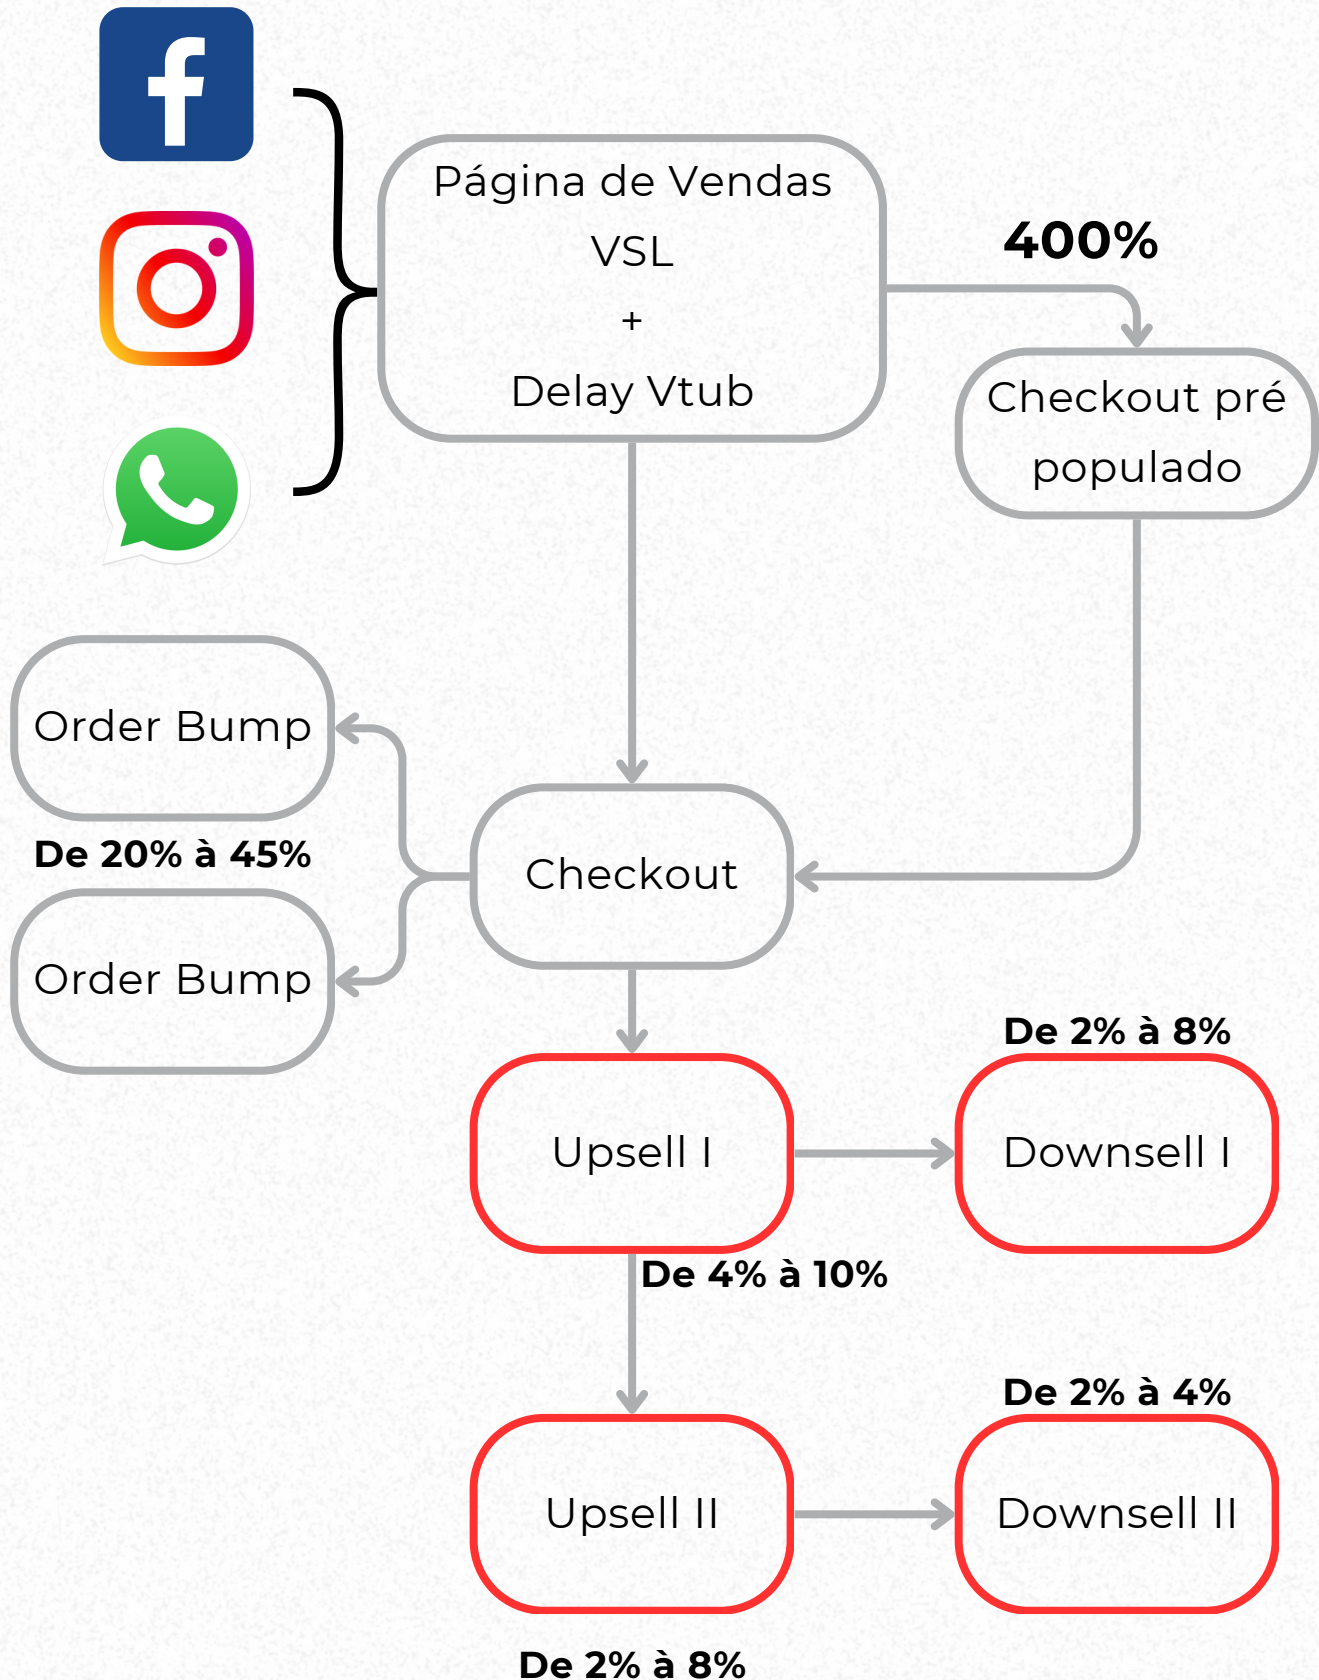 Página de Vendas
VSL
+
Delay Vtub
400%
Checkout pré
populado
Order Bump
De 20% à 45%
Order Bump
Checkout
De 2% à 8%
Upsell I
Downsell I
De 4% à 10%
De 2% à 4%
Upsell II
Downsell II
De 2% à 8%